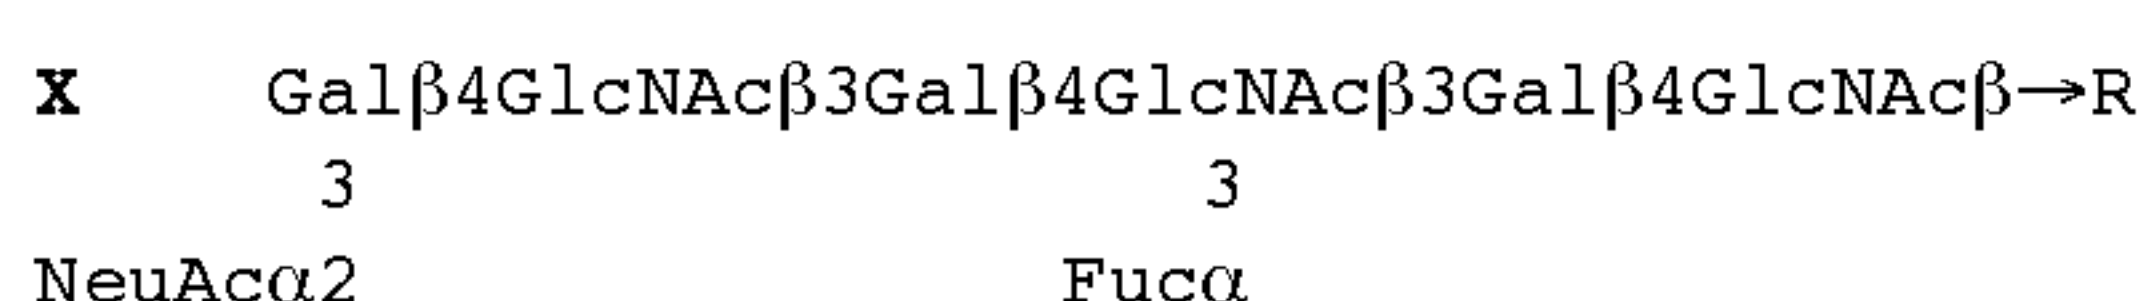 X Galβ4GlcNAcβ3Galβ4GlcNAcβ3Galβ4GlcNAcβ→R
3 3
NeuAcα2 Fucα